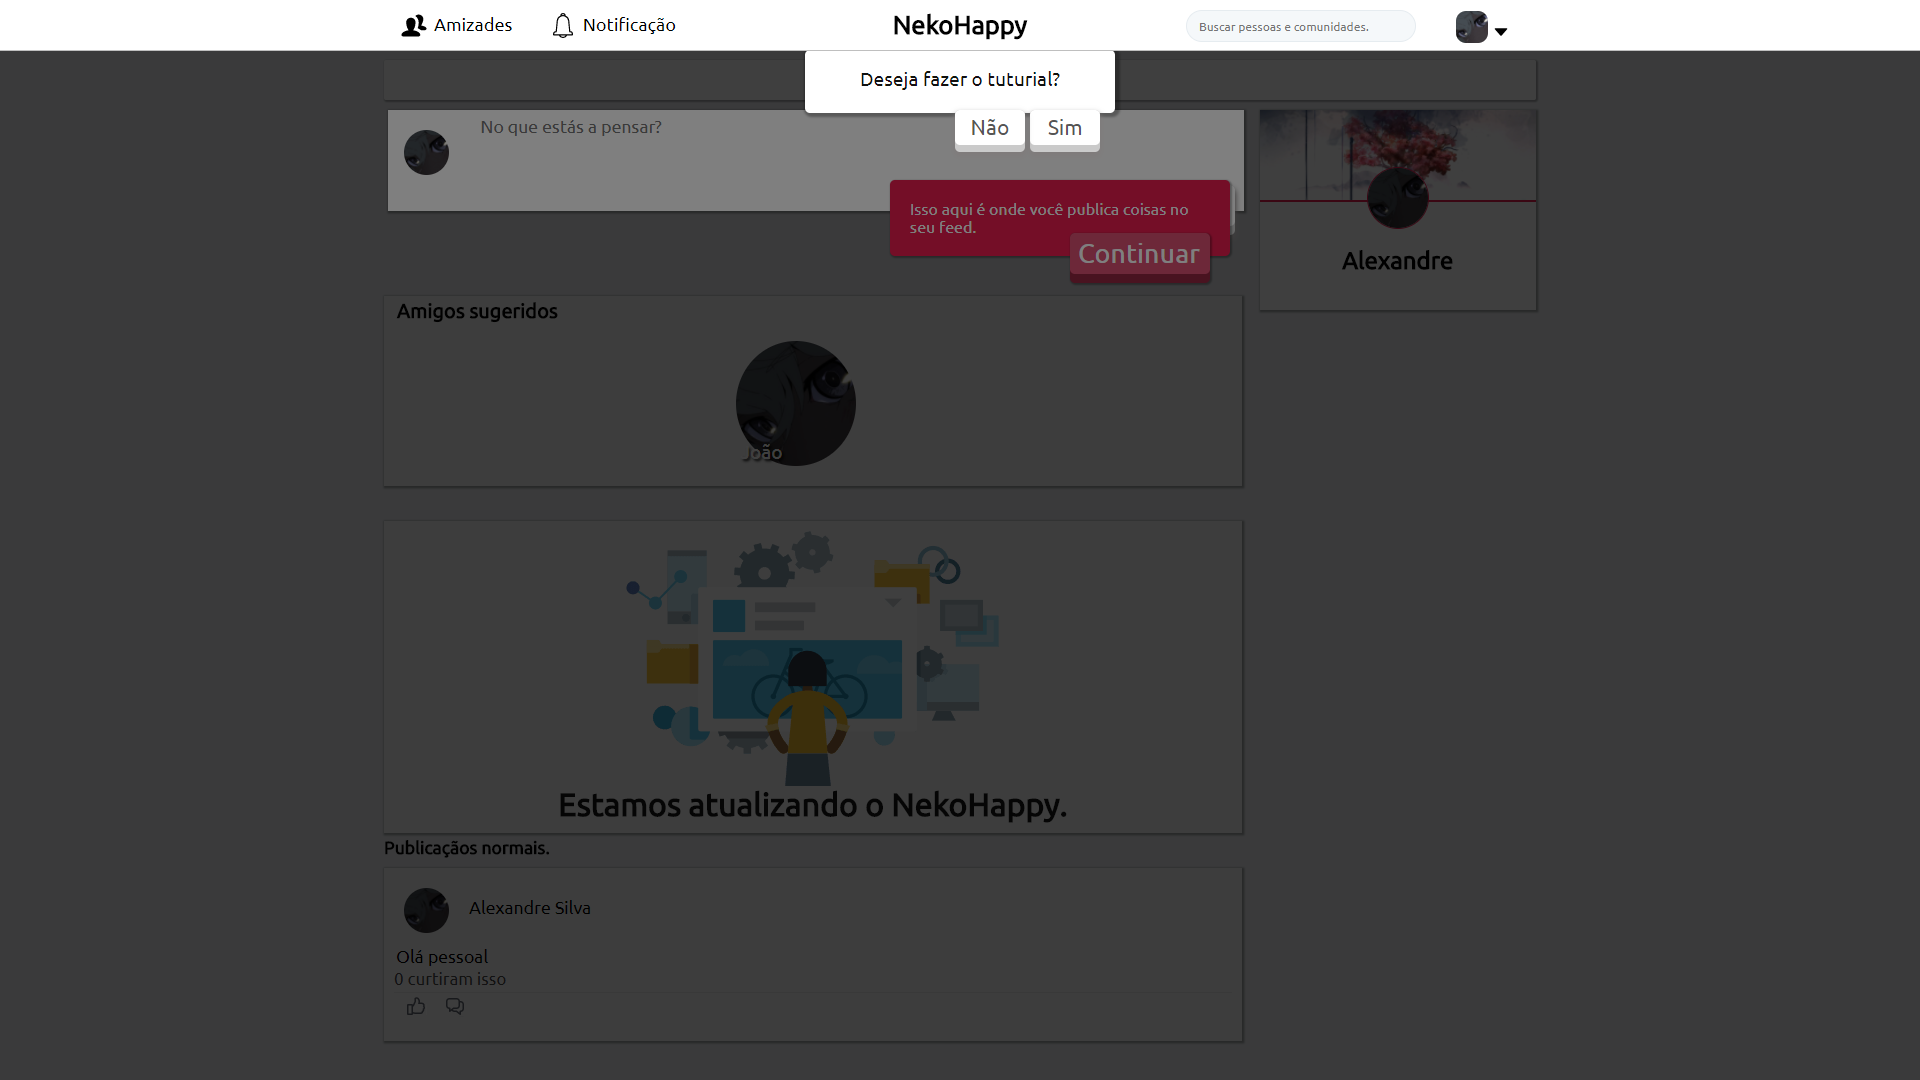 Amizades
Notificação
NekoHappy
Buscar pessoas e comunidades.
Deseja fazer o tuturial?
Não
Sim
No que estás a pensar?
Isso aqui é onde você publica coisas no
seu feed.
Continuar
Alexandre
Amigos sugeridos
João
Estamos atualizando o NekoHappy.
Publicaçãos normais.
Alexandre Silva
Olá pessoal
0 curtiram isso